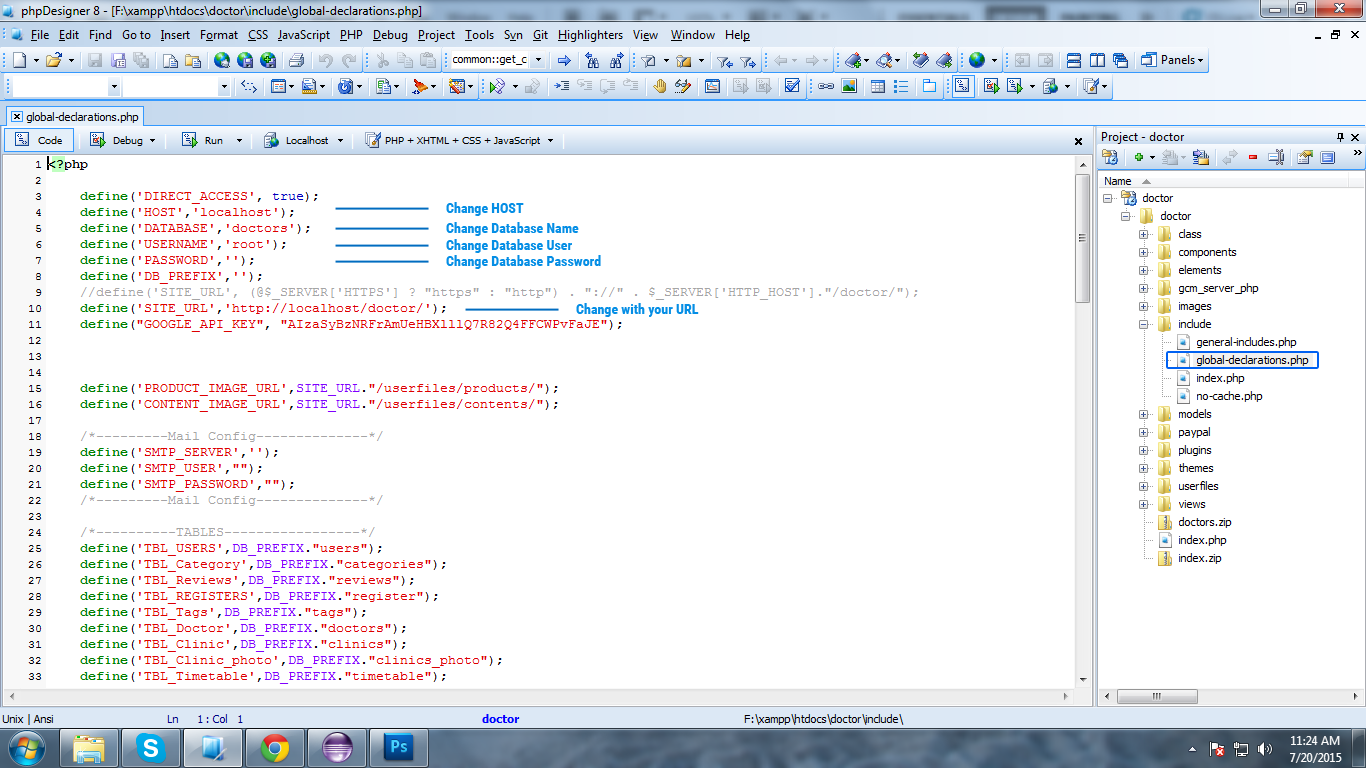 phpDesigner 8 - [F:\xampp\htdocs\doctor\include\global-declarations.php]
File Edit Find Go to Insert Format CSS JavaScript PHP Debug Project Tools Syn Git Highlighters View Window Help
common::get_c
Panels
global-declarations.php
Code Debug Run Localhost PHP + XHTML + CSS + JavaScript
1 <?php
2
3 define('DIRECT_ACCESS', true);
4 define('HOST','localhost'); Change HOST
5 define('DATABASE','doctors'); Change Database Name
6 define('USERNAME','root'); Change Database User
7 define('PASSWORD',''); Change Database Password
8 define('DB_PREFIX','');
9 //define('SITE_URL', (@$_SERVER['HTTPS'] ? "https" : "http") . "://" . $_SERVER['HTTP_HOST']."/doctor/");
10 define('SITE_URL','http://localhost/doctor/'); Change with your URL
11 define("GOOGLE_API_KEY", "AIzaSyBzNRFrAmUeHBXlllQ7R82Q4FFCWPvFaJE");
12
13
14
15 define('PRODUCT_IMAGE_URL',SITE_URL."/userfiles/products/");
16 define('CONTENT_IMAGE_URL',SITE_URL."/userfiles/contents/");
17
18 /*---------Mail Config--------------*/
19 define('SMTP_SERVER','');
20 define('SMTP_USER',"");
21 define('SMTP_PASSWORD',"");
22 /*---------Mail Config--------------*/
23
24 /*----------TABLES-----------------*/
25 define('TBL_USERS',DB_PREFIX."users");
26 define('TBL_Category',DB_PREFIX."categories");
27 define('TBL_Reviews',DB_PREFIX."reviews");
28 define('TBL_REGISTERS',DB_PREFIX."register");
29 define('TBL_Tags',DB_PREFIX."tags");
30 define('TBL_Doctor',DB_PREFIX."doctors");
31 define('TBL_Clinic',DB_PREFIX."clinics");
32 define('TBL_Clinic_photo',DB_PREFIX."clinics_photo");
33 define('TBL_Timetable',DB_PREFIX."timetable");
Project - doctor
Name
doctor
doctor
class
components
elements
gcm_server_php
images
include
general-includes.php
global-declarations.php
index.php
no-cache.php
models
paypal
plugins
themes
userfiles
views
doctors.zip
index.php
index.zip
Unix | Ansi Ln 1 : Col 1 doctor F:\xampp\htdocs\doctor\include\
S
Ps
11:24 AM
7/20/2015